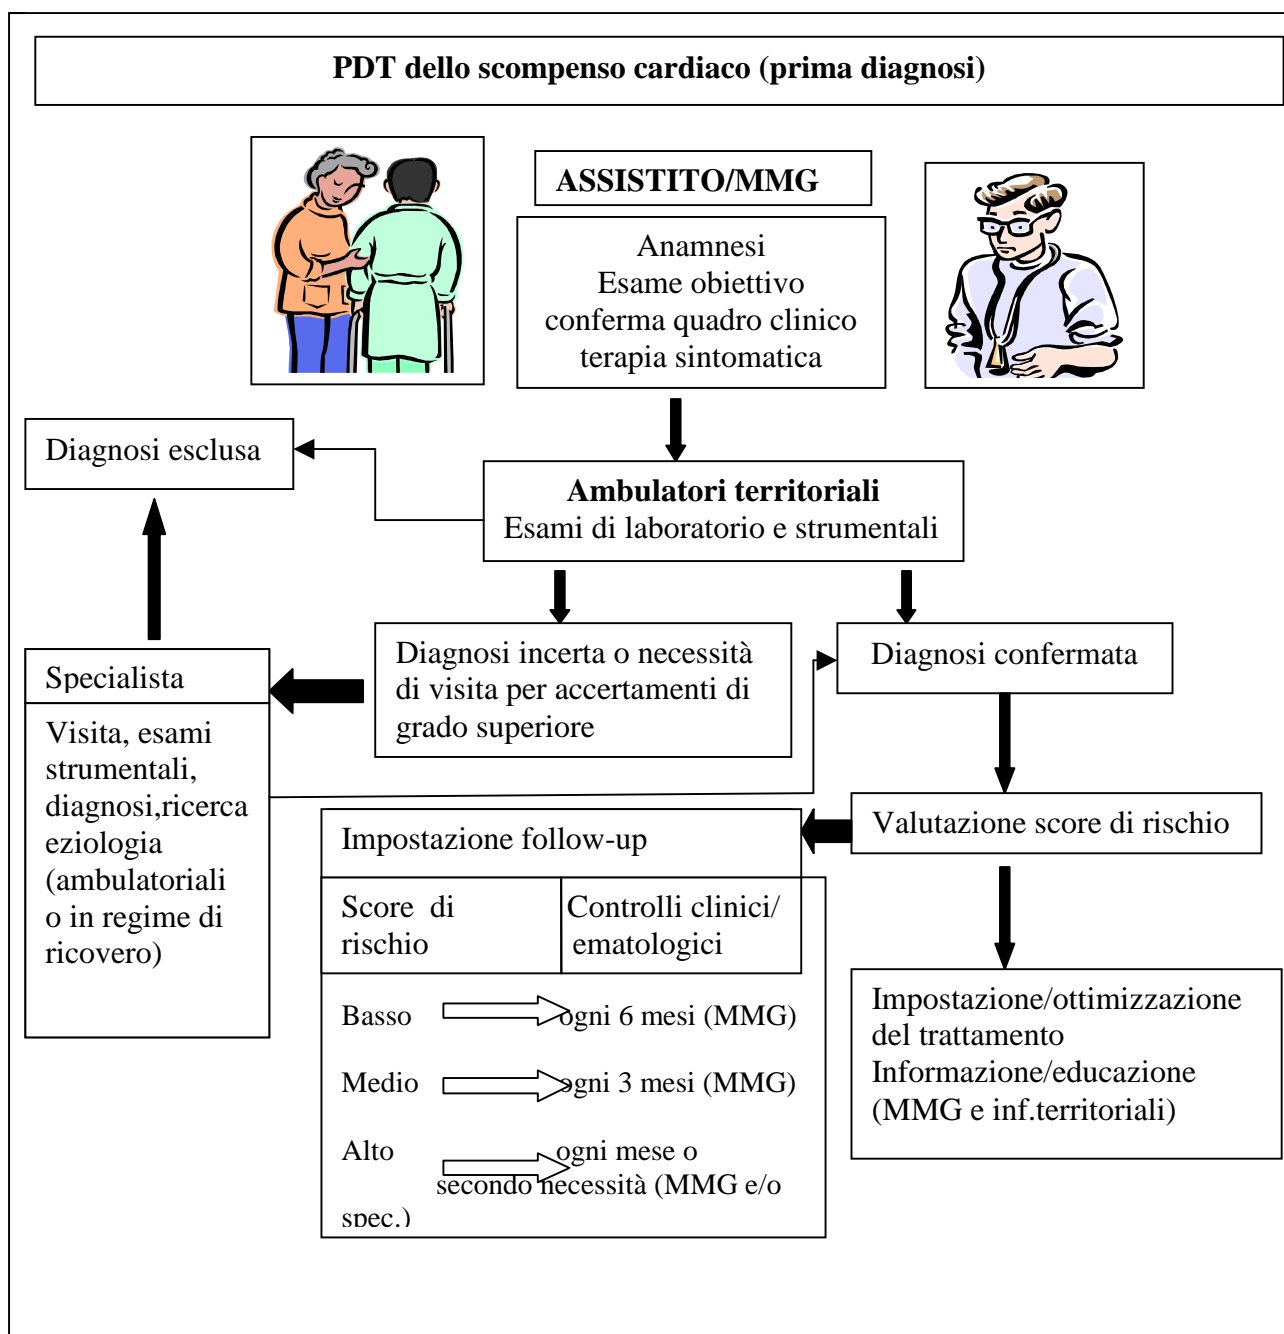 PDT dello scompenso cardiaco (prima diagnosi)
ASSISTITO/MMG
Anamnesi
Esame obiettivo
conferma quadro clinico
terapia sintomatica
Diagnosi esclusa
Ambulatori territoriali
Esami di laboratorio e strumentali
Diagnosi incerta o necessità
di visita per accertamenti di
grado superiore
Diagnosi confermata
Specialista
Visita, esami
strumentali,
diagnosi,ricerca
eziologia
(ambulatoriali
o in regime di
ricovero)
Valutazione score di rischio
Impostazione follow-up
Score di
rischio
Controlli clinici/
ematologici
Basso ogni 6 mesi (MMG)
Medio ogni 3 mesi (MMG)
Alto ogni mese o
secondo necessità (MMG e/o
spec.)
Impostazione/ottimizzazione
del trattamento
Informazione/educazione
(MMG e inf.territoriali)